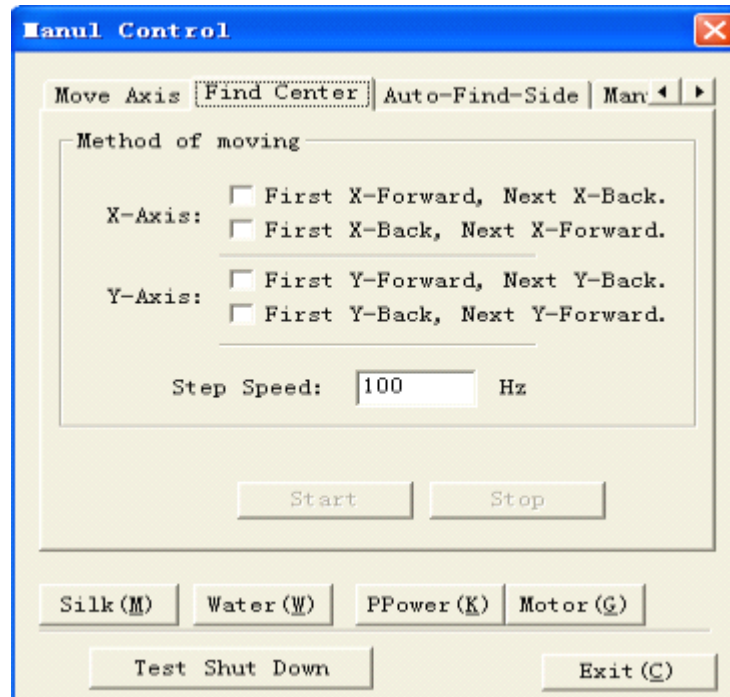 Manul Control
Move Axis Find Center Auto-Find-Side Man
Method of moving
First X-Forward, Next X-Back.
X-Axis:
First X-Back, Next X-Forward.
First Y-Forward, Next Y-Back.
Y-Axis:
First Y-Back, Next Y-Forward.
Step Speed: 100 Hz
Start Stop
Silk(M) Water(W) PPower(K) Motor(G)
Test Shut Down Exit(C)